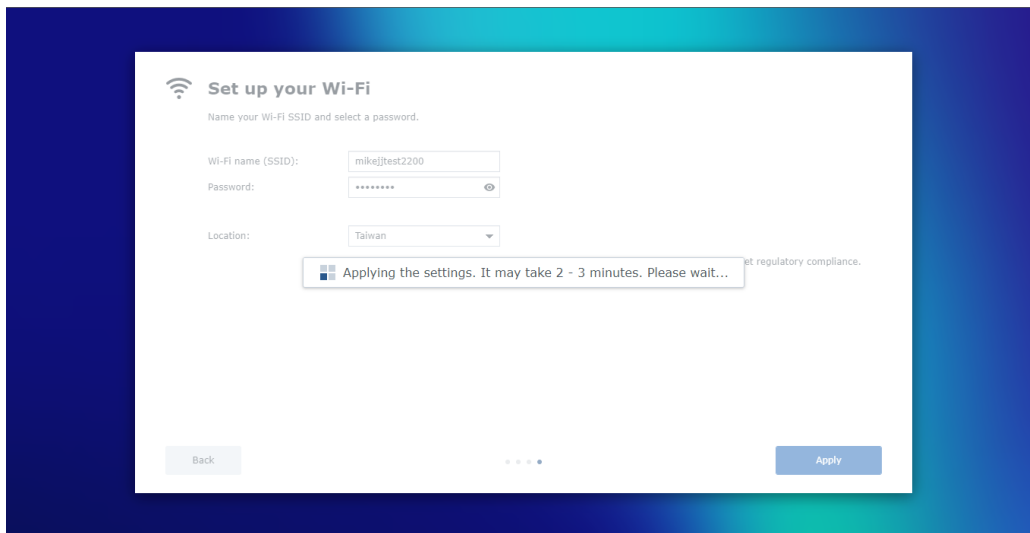 Set up your Wi-Fi
Name your Wi-Fi SSID and select a password.
Wi-Fi name (SSID):
mikejjtest2200
Password:
••••••••
Location:
Taiwan
regulatory compliance.
Applying the settings. It may take 2 - 3 minutes. Please wait...
Back
Apply